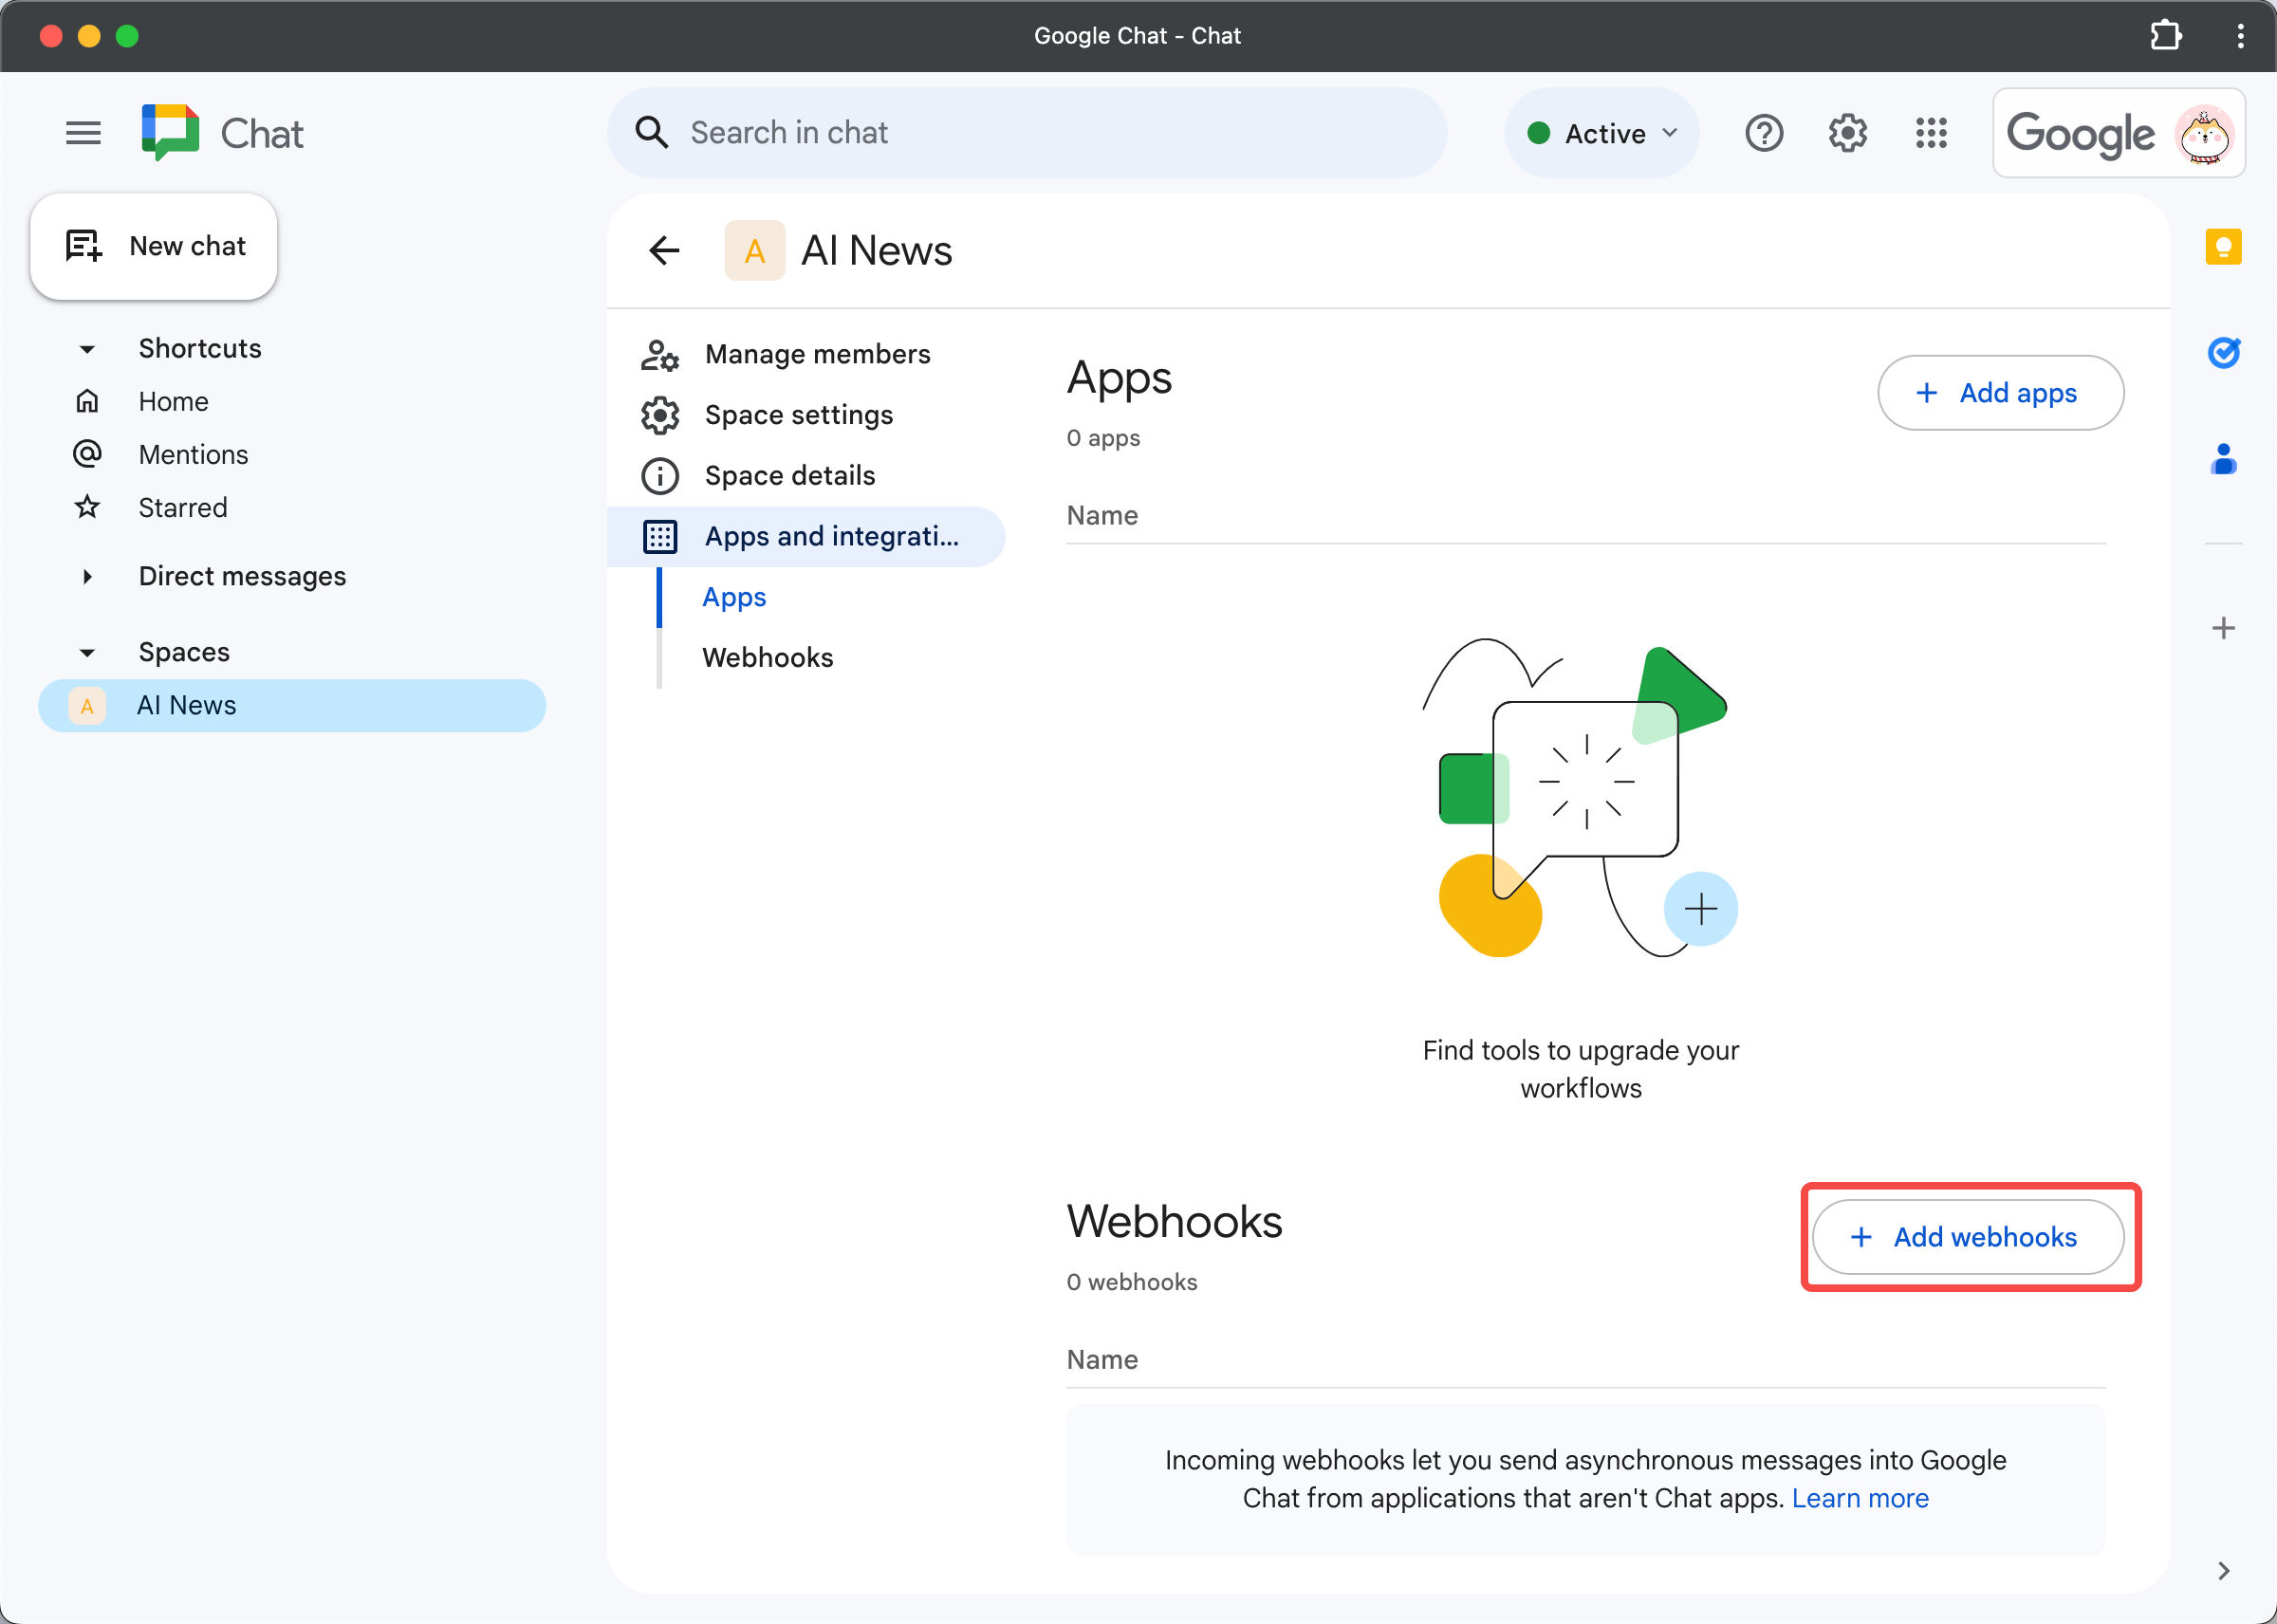 Google Chat - Chat
Chat
Search in chat
Active
Google
New chat
Shortcuts
Home
Mentions
Starred
Direct messages
Spaces
A
AI News
A
AI News
Manage members
Space settings
Space details
Apps and integrati...
Apps
Webhooks
Apps
Add apps
0 apps
Name
Find tools to upgrade your
workflows
Webhooks
Add webhooks
0 webhooks
Name
Incoming webhooks let you send asynchronous messages into Google
Chat from applications that aren't Chat apps. Learn more